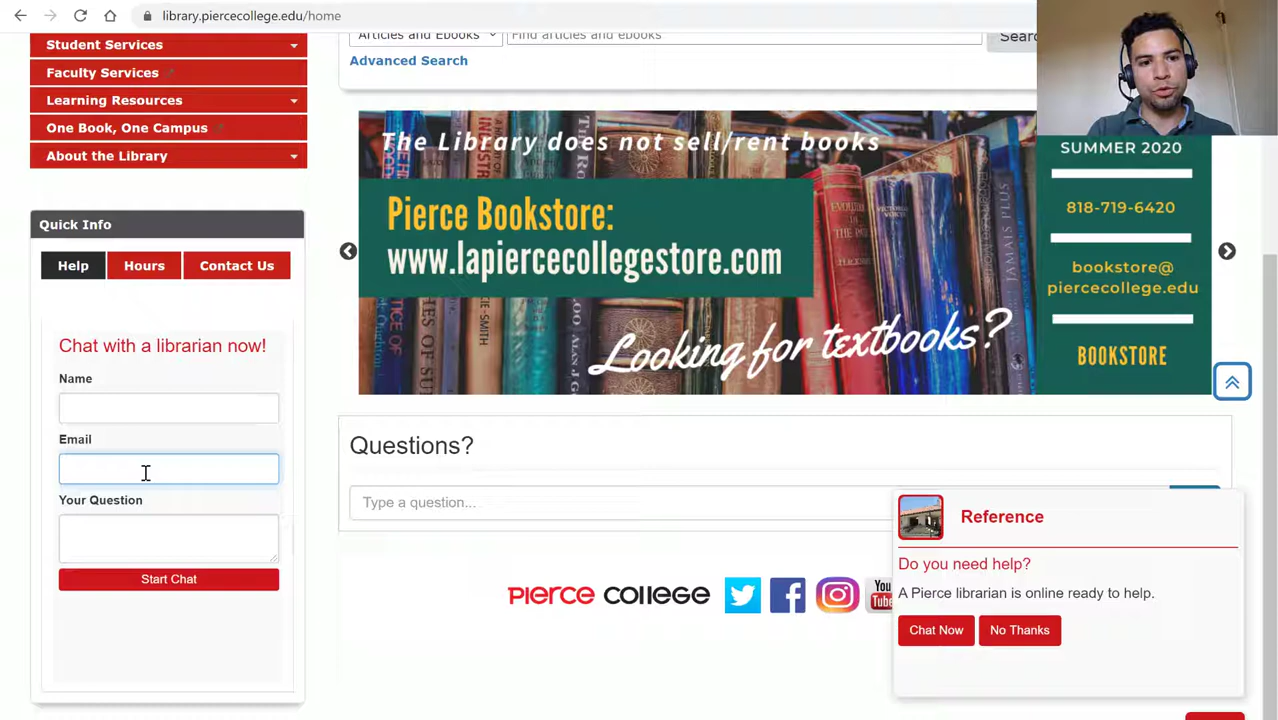 library.piercecollege.edu/home
Student Services
Faculty Services
Learning Resources
One Book, One Campus
About the Library
Articles and Ebooks
Find articles and ebooks
Advanced Search
The Library does not sell/rent books
Pierce Bookstore:
www.lapiercecollegestore.com
Looking for textbooks?
SUMMER 2020
818-719-6420
bookstore@
piercecollege.edu
BOOKSTORE
Quick Info
Help
Hours
Contact Us
Chat with a librarian now!
Name
Email
Your Question
Start Chat
Questions?
Type a question...
PIERCE COLLEGE
You
Tube
Reference
Do you need help?
A Pierce librarian is online ready to help.
Chat Now
No Thanks